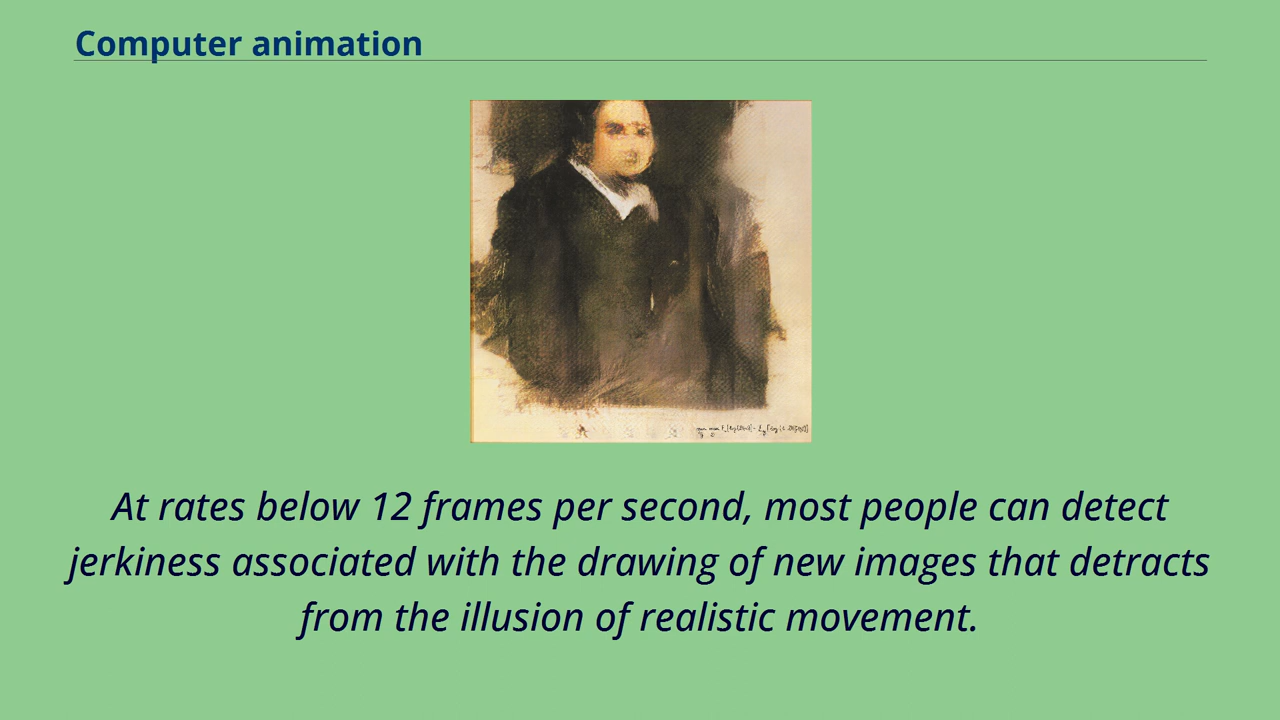 Computer animation
At rates below 12 frames per second, most people can detect
jerkiness associated with the drawing of new images that detracts
from the illusion of realistic movement.